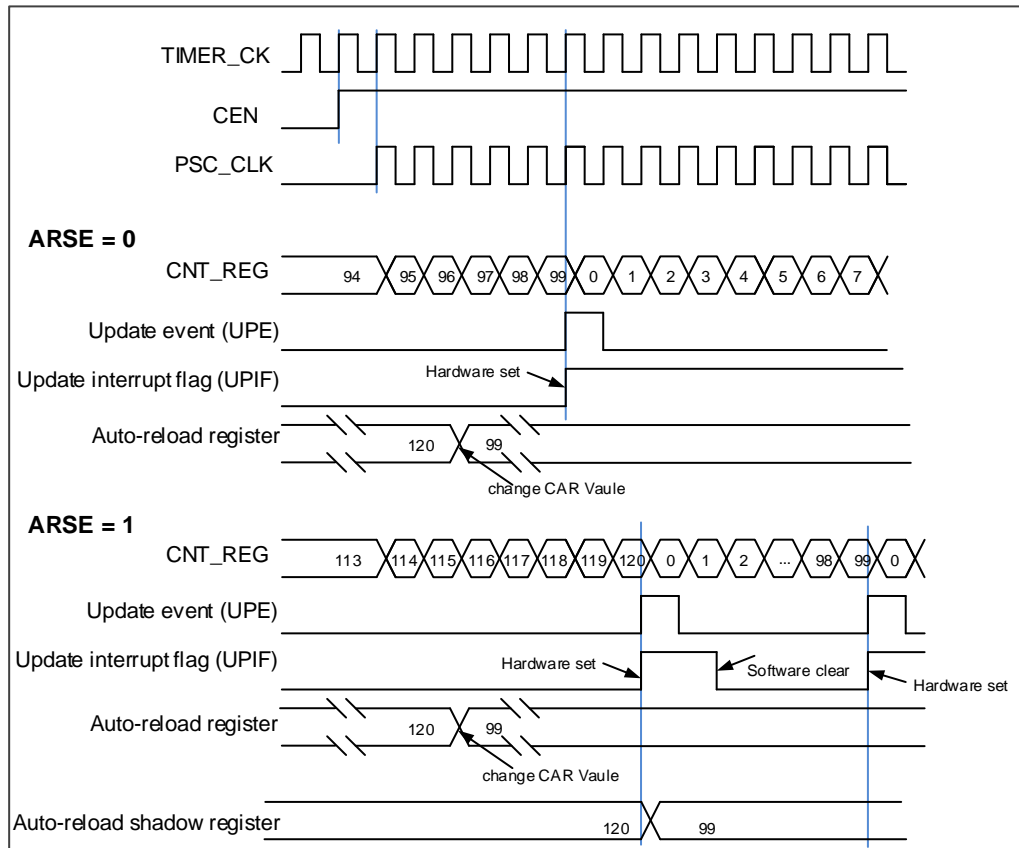 TIMER_CK
CEN
PSC_CLK
ARSE = 0
CNT_REG 94 95 96 97 98 99 0 1 2 3 4 5 6 7
Update event (UPE)
Update interrupt flag (UPIF) Hardware set
Auto-reload register 120 99
change CAR Vaule
ARSE = 1
CNT_REG 113 114 115 116 117 118 119 120 0 1 2 ... 98 99 0
Update event (UPE)
Update interrupt flag (UPIF) Hardware set Software clear Hardware set
Auto-reload register 120 99
change CAR Vaule
Auto-reload shadow register 120 99